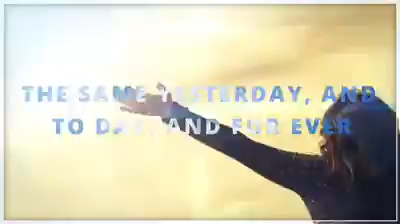 THE SAME YESTERDAY, AND
TO DAY, AND FOR EVER